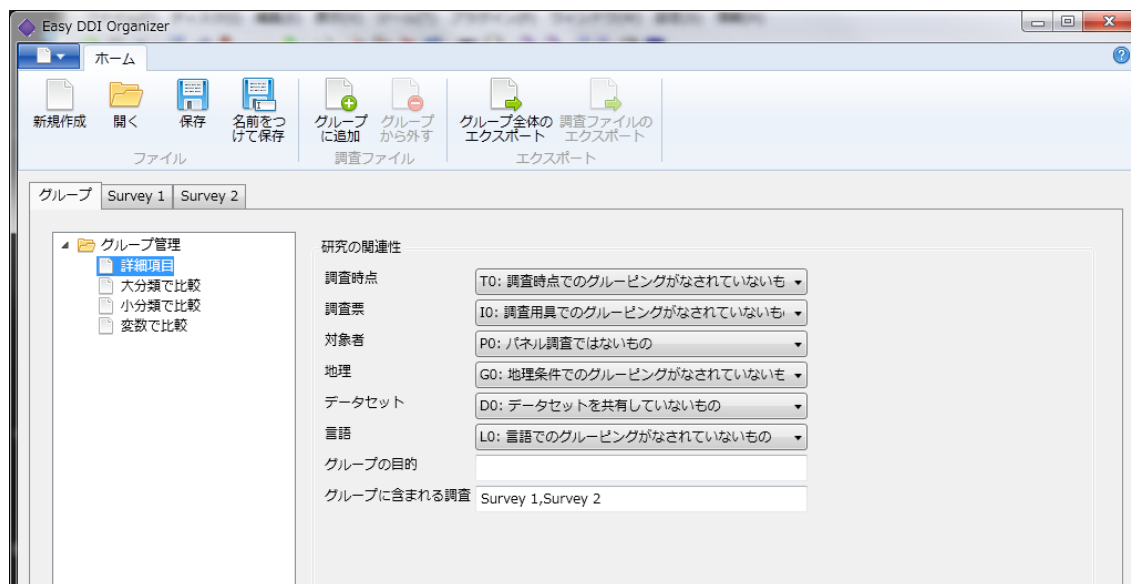 Easy DDI Organizer
ホーム
新規作成
開く
保存
名前をつ
けて保存
グループ
に追加
グループ
から外す
グループ全体の
エクスポート
調査ファイルの
エクスポート
ファイル
調査ファイル
エクスポート
グループ
Survey 1
Survey 2
グループ管理
詳細項目
大分類で比較
小分類で比較
変数で比較
研究の関連性
調査時点
T0: 調査時点でのグルーピングがなされていないも
調査票
I0: 調査用具でのグルーピングがなされていないも
対象者
P0: パネル調査ではないもの
地理
G0: 地理条件でのグルーピングがなされていないも
データセット
D0: データセットを共有していないもの
言語
L0: 言語でのグルーピングがなされていないもの
グループの目的
グループに含まれる調査
Survey 1,Survey 2